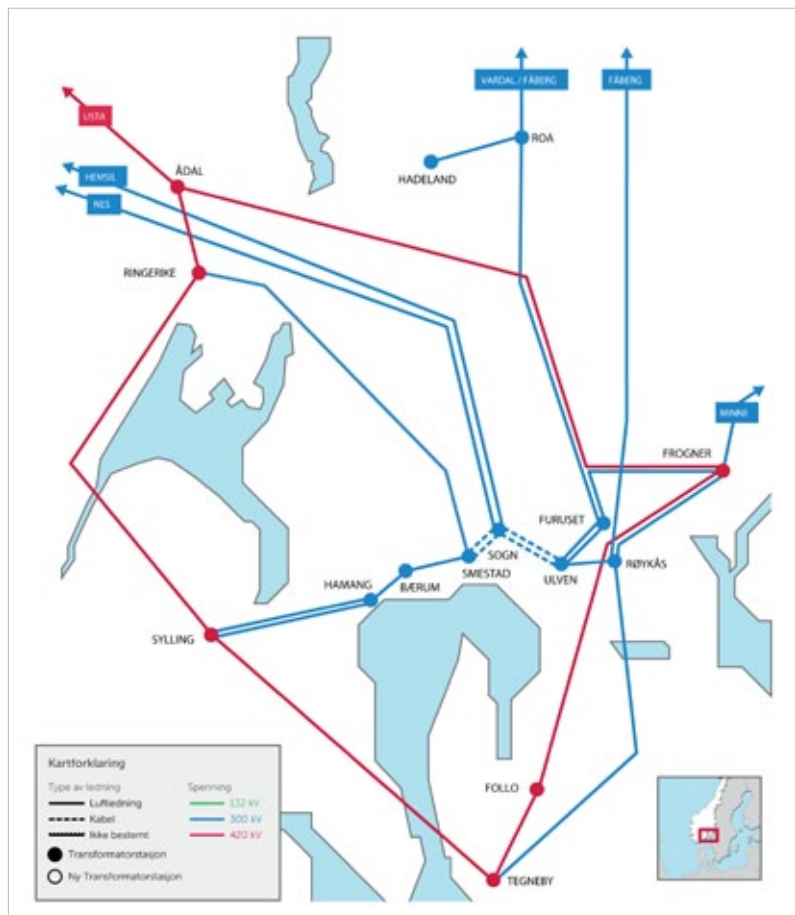 VARDAL / FÅBERG
FÅBERG
USTA
ROA
HADELAND
ÅDAL
HEMSIL
NES
RINGERIKE
MINNE
FROGNER
FURUSET
SOGN
SMESTAD
ULVEN
RØYKÅS
HAMANG
BÆRUM
SYLLING
FOLLO
TEGNEBY
Kartforklaring
Type av ledning Spenning
Luftledning 132 kV
Kabel 300 kV
Ikke bestemt 420 kV
Transformatorstasjon
Ny Transformatorstasjon